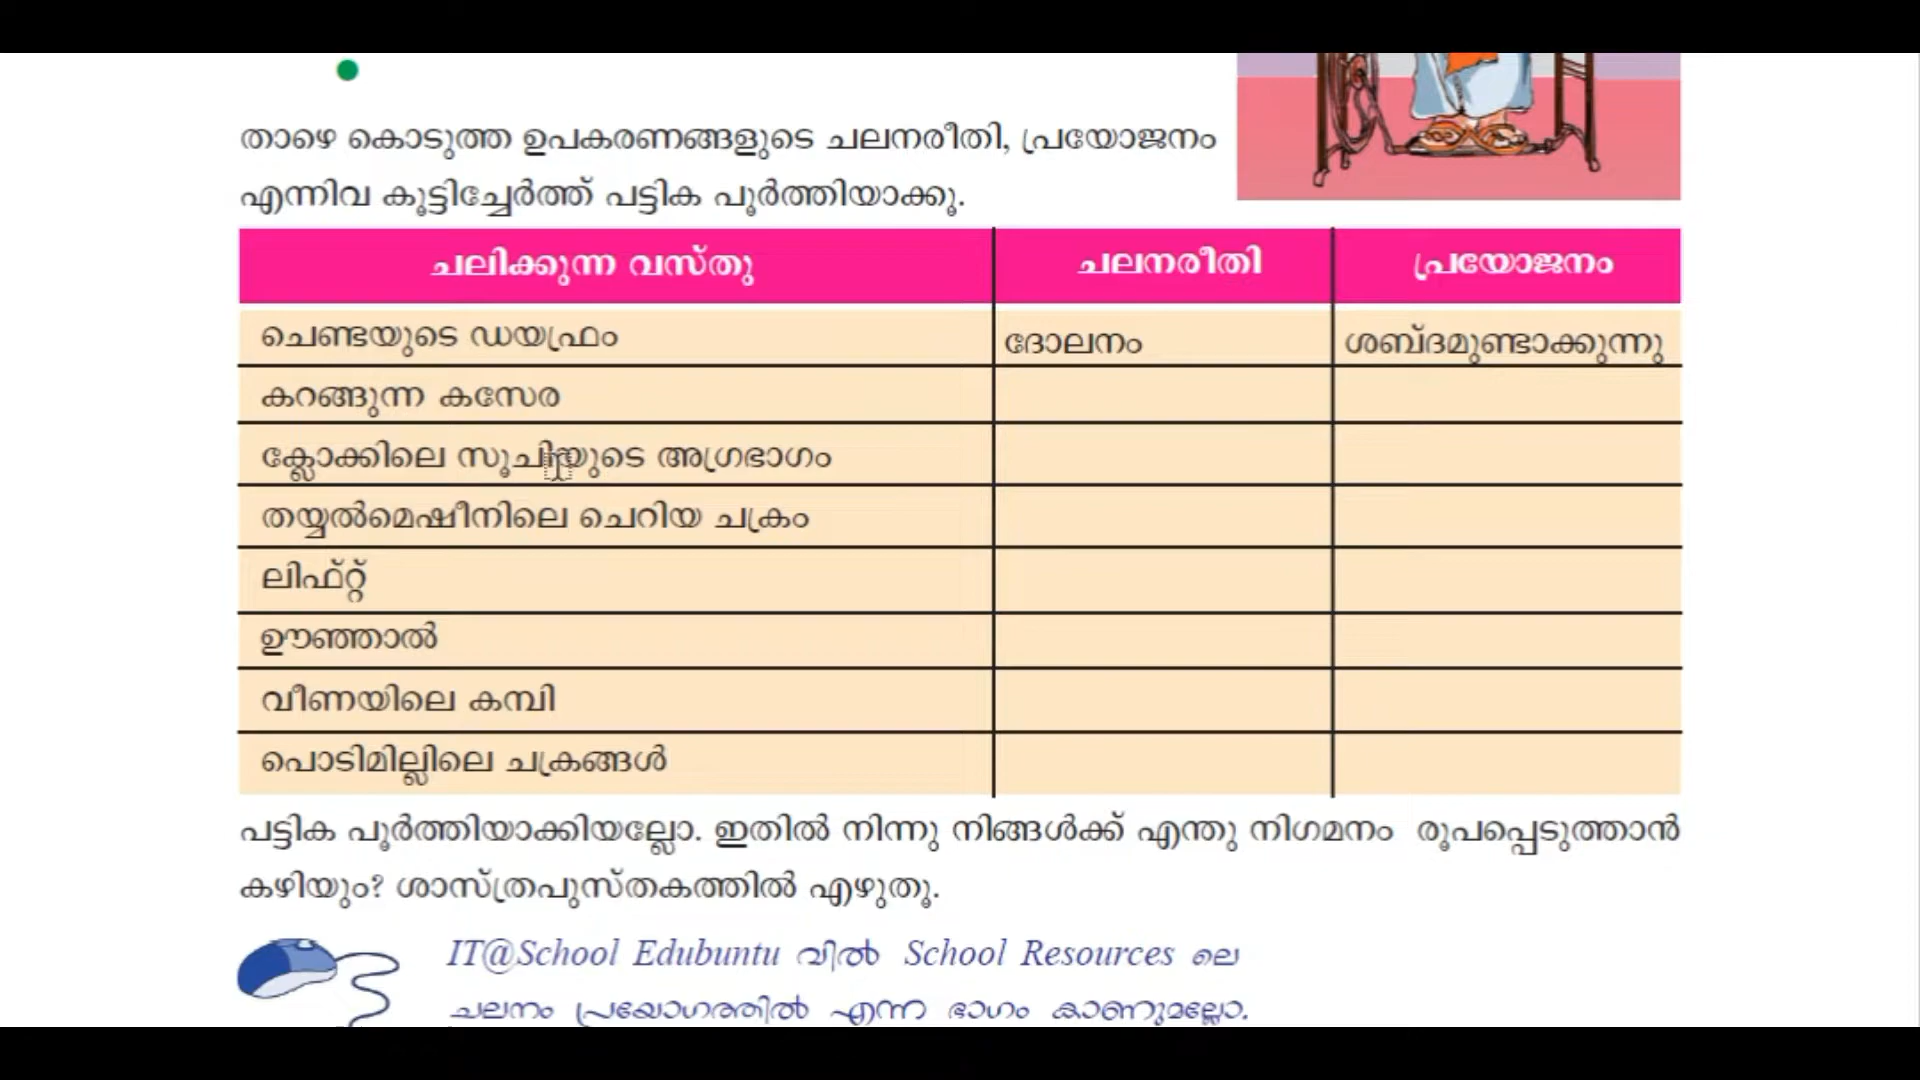 താഴെ കൊടുത്ത ഉപകരണങ്ങളുടെ ചലനരീതി, പ്രയോജനം
എന്നിവ കൂട്ടിച്ചേർത്ത് പട്ടിക പൂർത്തിയാക്കൂ.
ചലിക്കുന്ന വസ്തു ചലനരീതി പ്രയോജനം
ചെണ്ടയുടെ ഡയഫ്രം ദോലനം ശബ്ദമുണ്ടാക്കുന്നു
കറങ്ങുന്ന കസേര
ക്ലോക്കിലെ സൂചിയുടെ അഗ്രഭാഗം
തയ്യൽമെഷീനിലെ ചെറിയ ചക്രം
ലിഫ്റ്റ്
ഊഞ്ഞാൽ
വീണയിലെ കമ്പി
പൊടിമില്ലിലെ ചക്രങ്ങൾ
പട്ടിക പൂർത്തിയാക്കിയല്ലോ. ഇതിൽ നിന്നു നിങ്ങൾക്ക് എന്തു നിഗമനം രൂപപ്പെടുത്താൻ
കഴിയും? ശാസ്ത്രപുസ്തകത്തിൽ എഴുതൂ.
IT@School Edubuntu വിൽ School Resources ലെ
ചലനം പ്രയോഗത്തിൽ എന്ന ഭാഗം കാണുമല്ലോ.